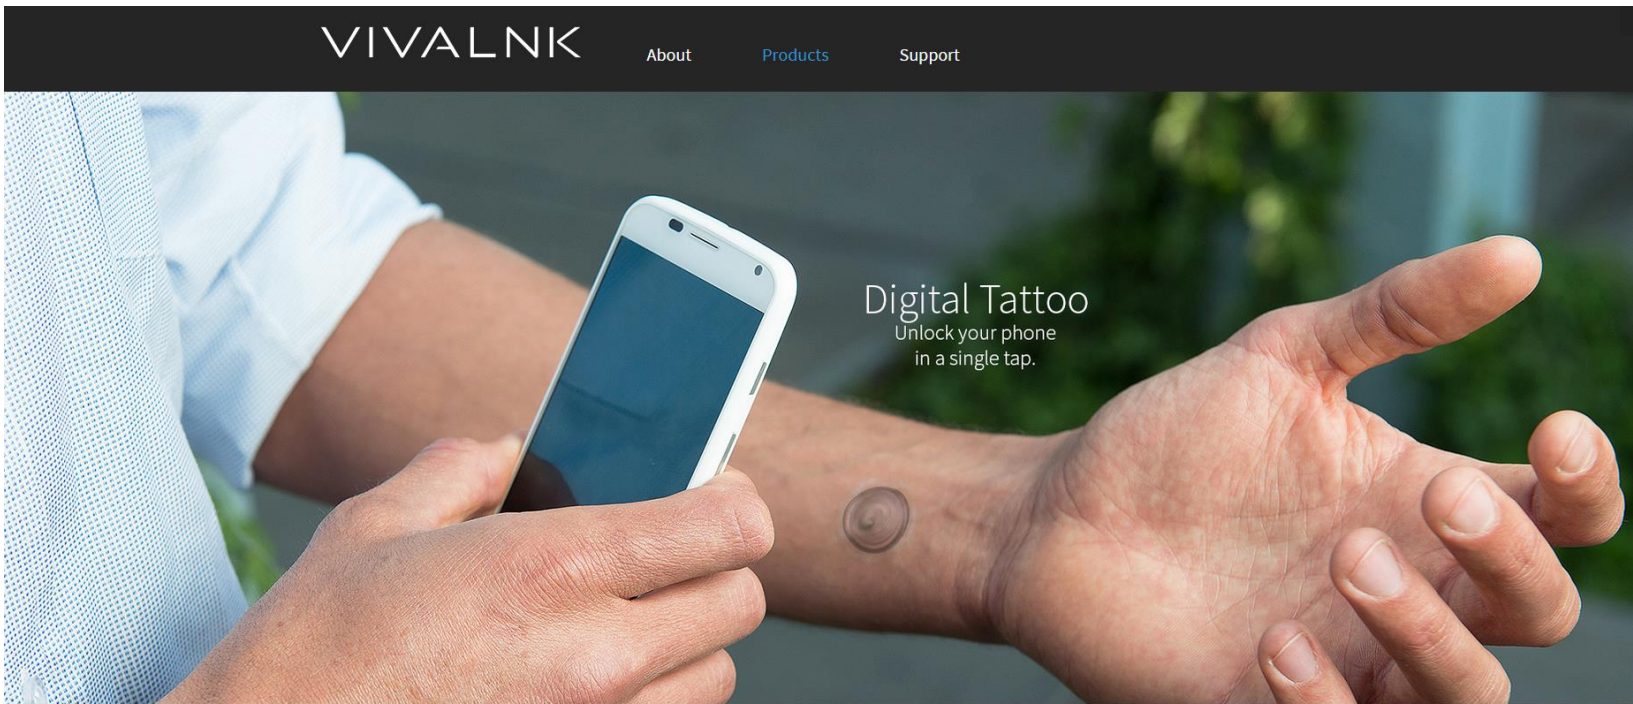 VIVALNK
About
Products
Support
Digital Tattoo
Unlock your phone
in a single tap.